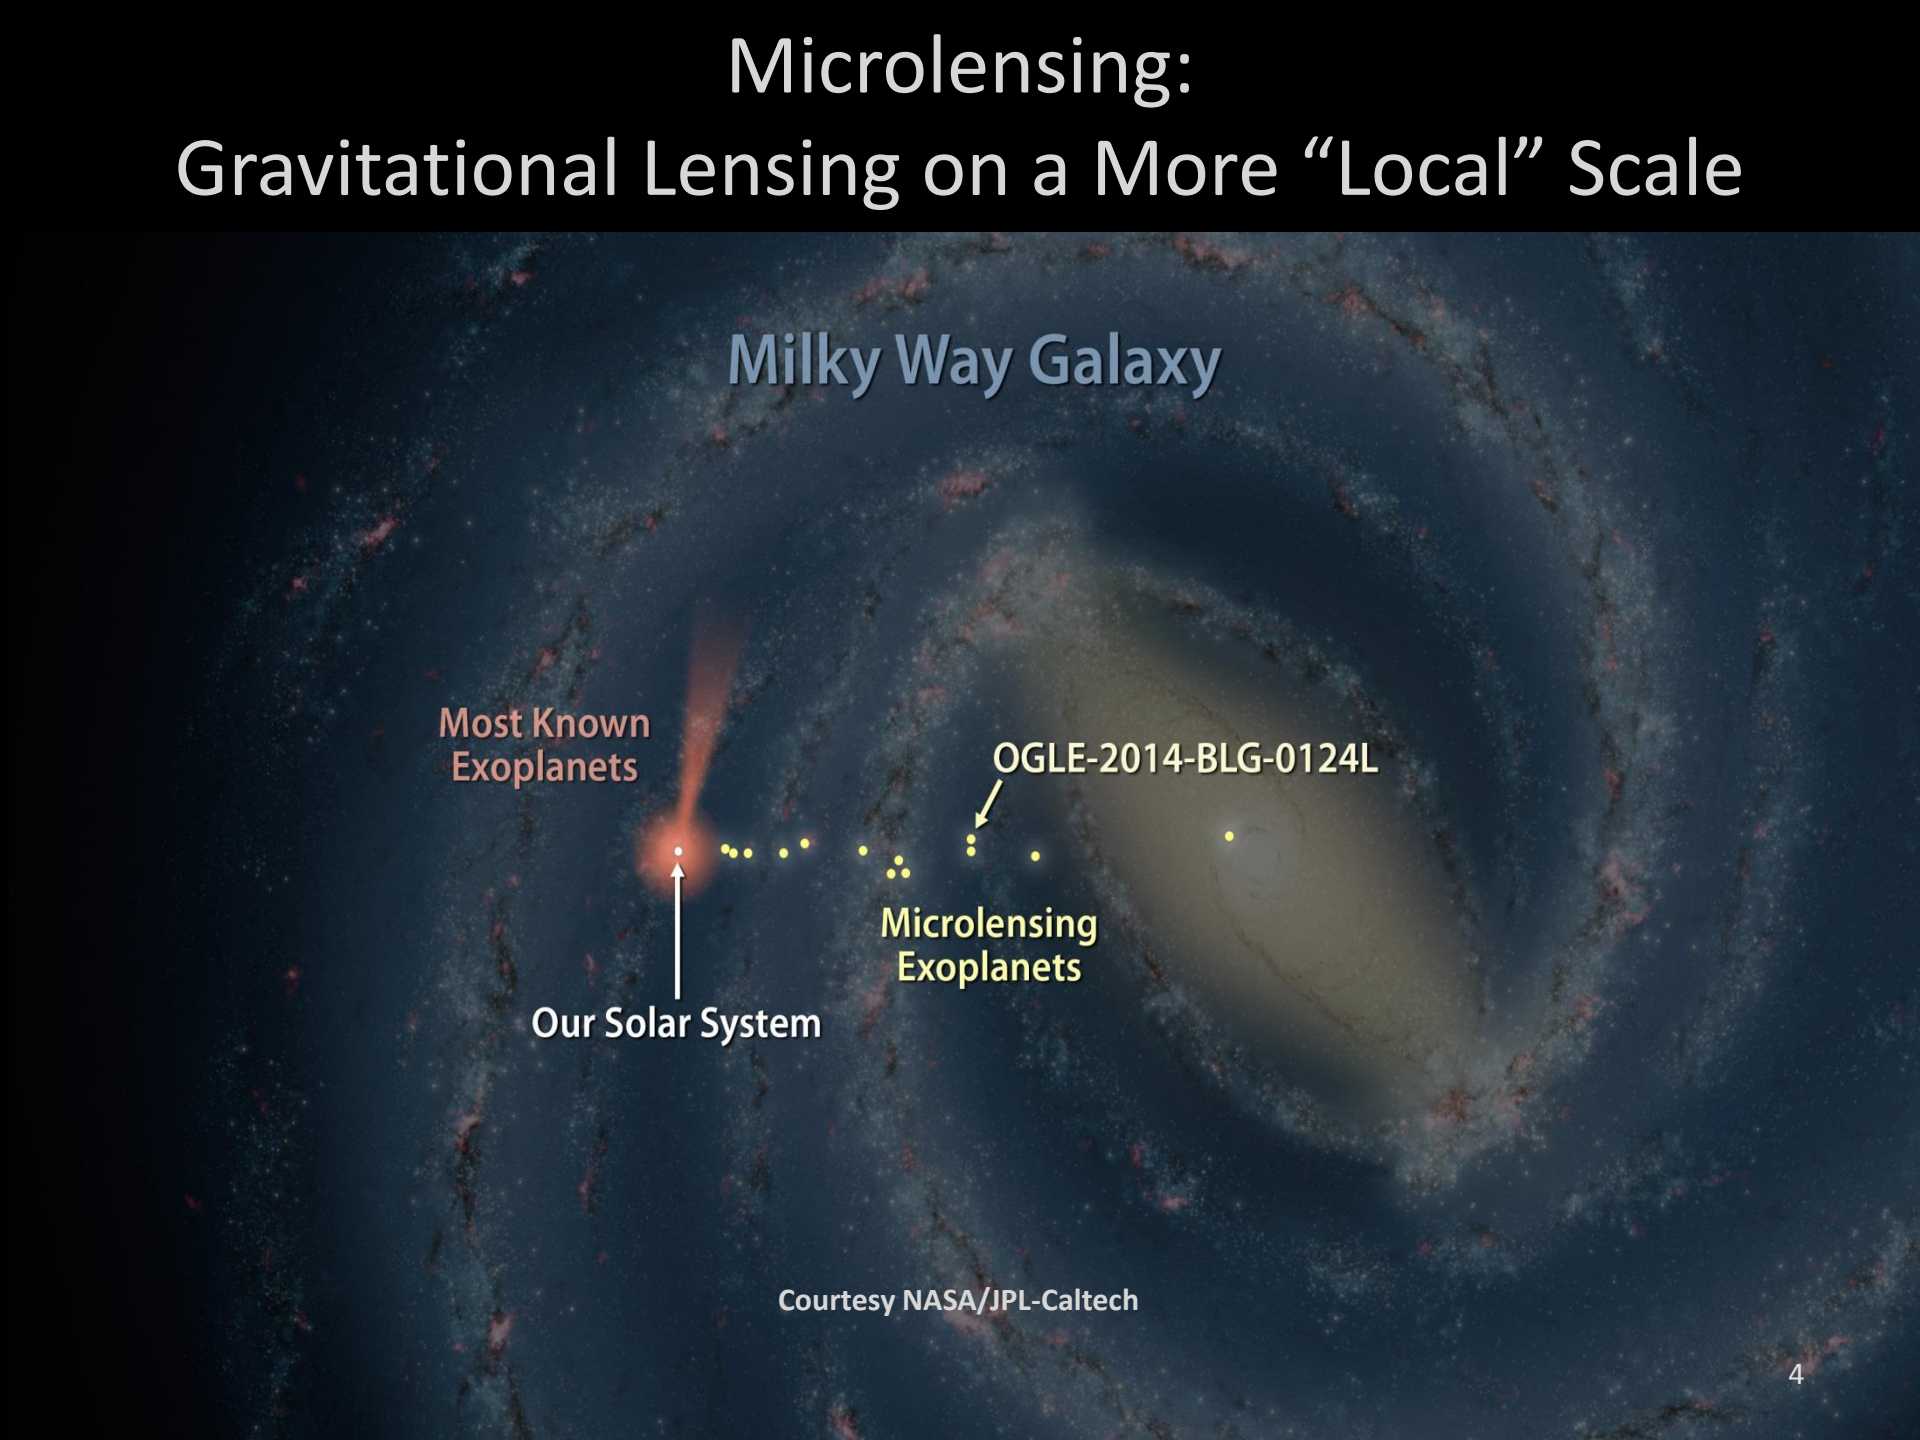 Microlensing:
Gravitational Lensing on a More “Local” Scale
Milky Way Galaxy
Most Known
Exoplanets
OGLE-2014-BLG-0124L
Microlensing
Exoplanets
Our Solar System
Courtesy NASA/JPL-Caltech
4